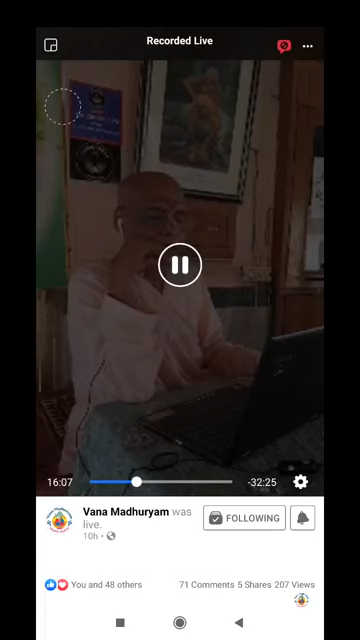 Recorded Live
16:07
-32:25
Vana Madhuryam was
live.
10h
FOLLOWING
You and 48 others
71 Comments 5 Shares 207 Views